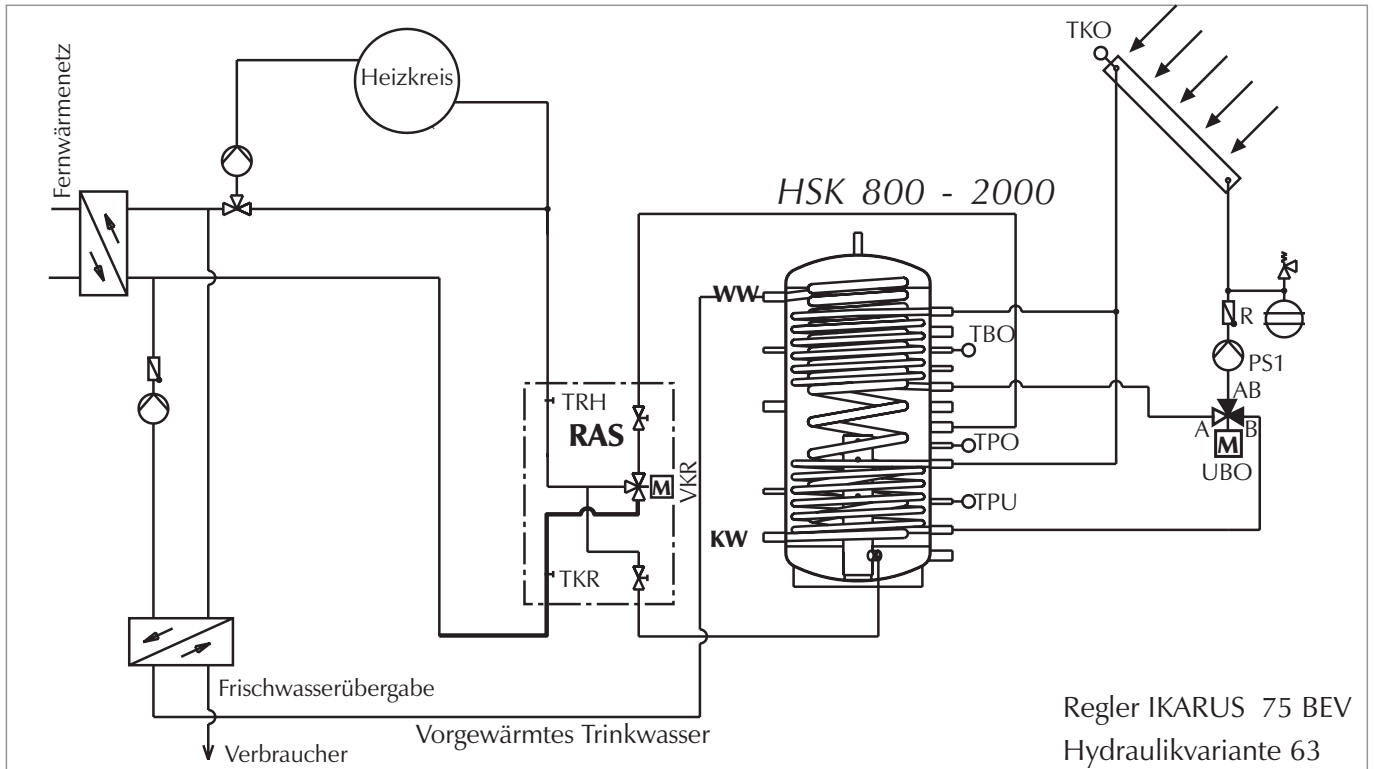 Fernwärmenetz
Heizkreis
TKO
HSK 800 - 2000
WW
TBO
R
PS1
AB
A
B
M
UBO
TRH
RAS
M
VKR
TPO
TPU
KW
TKR
Frischwasserübergabe
Vorgewärmtes Trinkwasser
Verbraucher
Regler IKARUS 75 BEV
Hydraulikvariante 63